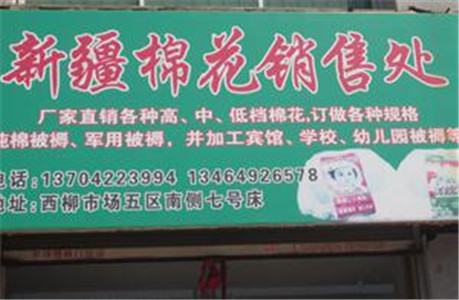 新疆棉花销售处
厂家直销各种高、中、低档棉花,订做各种规格
纯棉被褥、军用被褥，并加工宾馆、学校、幼儿园被褥等
电话:13704223994 13464926578
地址:西柳市场五区南侧七号床